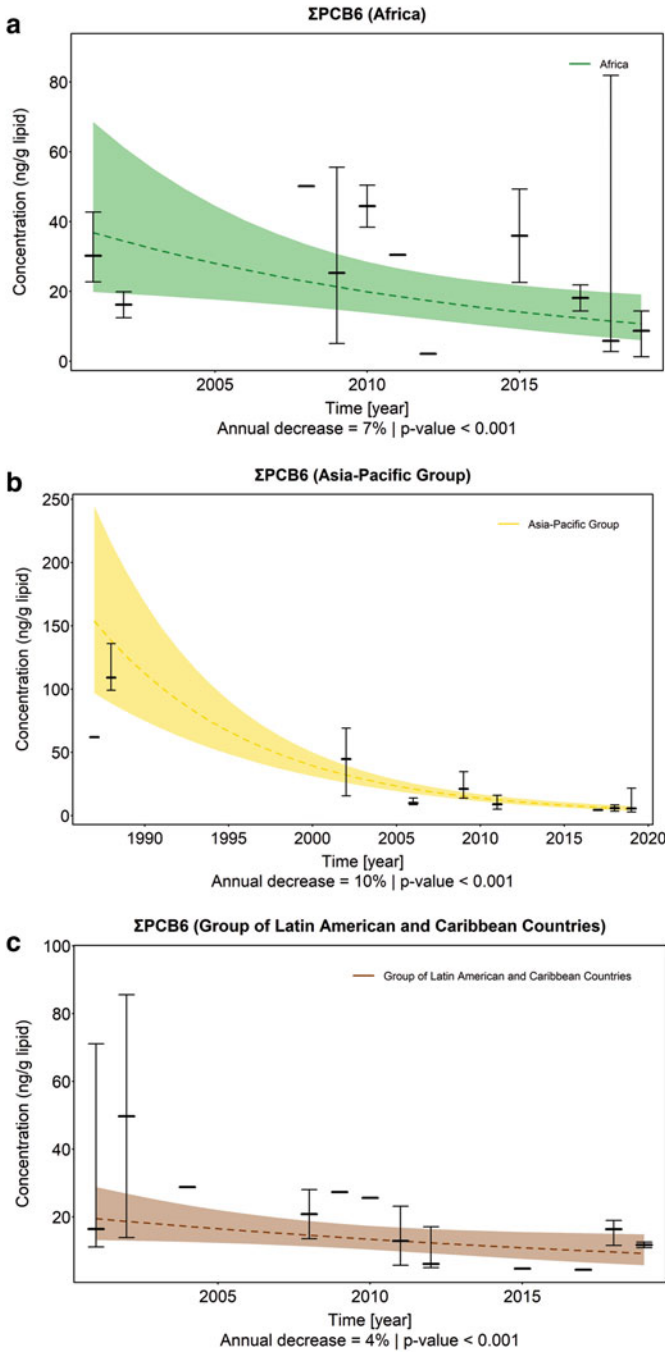 a
ΣPCB6 (Africa)
Africa
Concentration (ng/g lipid)
80
60
40
20
0
2005 2010 2015
Time [year]
Annual decrease = 7% | p-value < 0.001
b
ΣPCB6 (Asia-Pacific Group)
Asia-Pacific Group
Concentration (ng/g lipid)
250
200
150
100
50
0
1990 1995 2000 2005 2010 2015 2020
Time [year]
Annual decrease = 10% | p-value < 0.001
c
ΣPCB6 (Group of Latin American and Caribbean Countries)
Group of Latin American and Caribbean Countries
Concentration (ng/g lipid)
100
80
60
40
20
2005 2010 2015
Time [year]
Annual decrease = 4% | p-value < 0.001